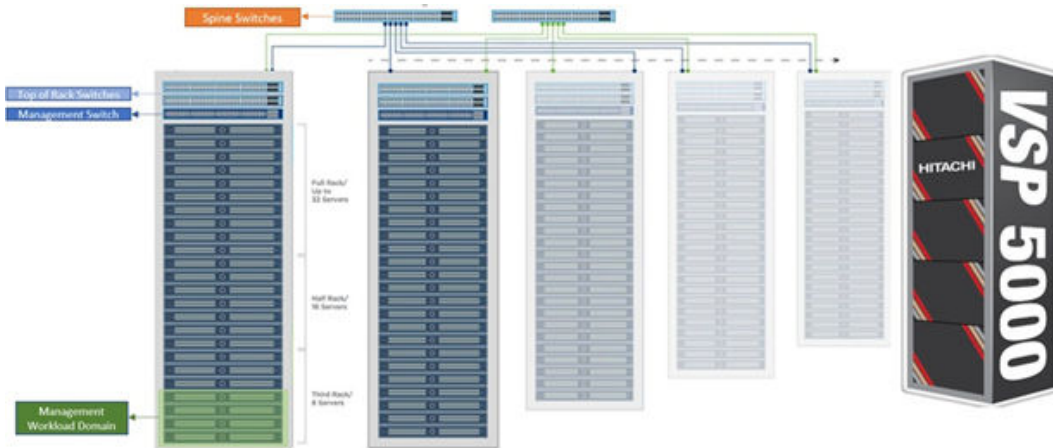 Spine Switches
Top of Rack Switches
Management Switch
Full Rack/
Up to
32 Servers
Half Rack/
16 Servers
Third Rack/
8 Servers
Management
Workload Domain
HITACHI
VSP 5000